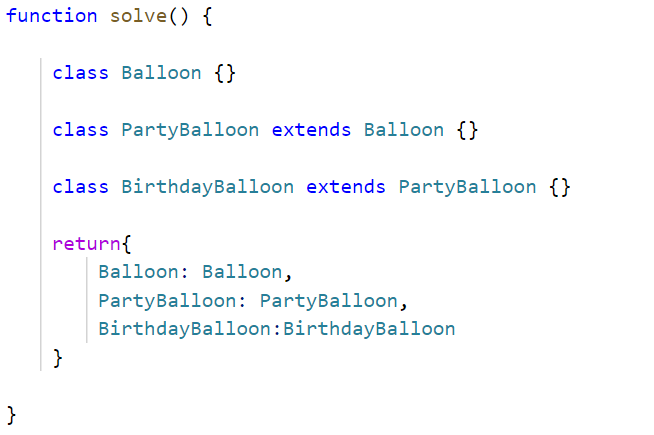 function solve() {
class Balloon {}
class PartyBalloon extends Balloon {}
class BirthdayBalloon extends PartyBalloon {}
return{
Balloon: Balloon,
PartyBalloon: PartyBalloon,
BirthdayBalloon:BirthdayBalloon
}
}